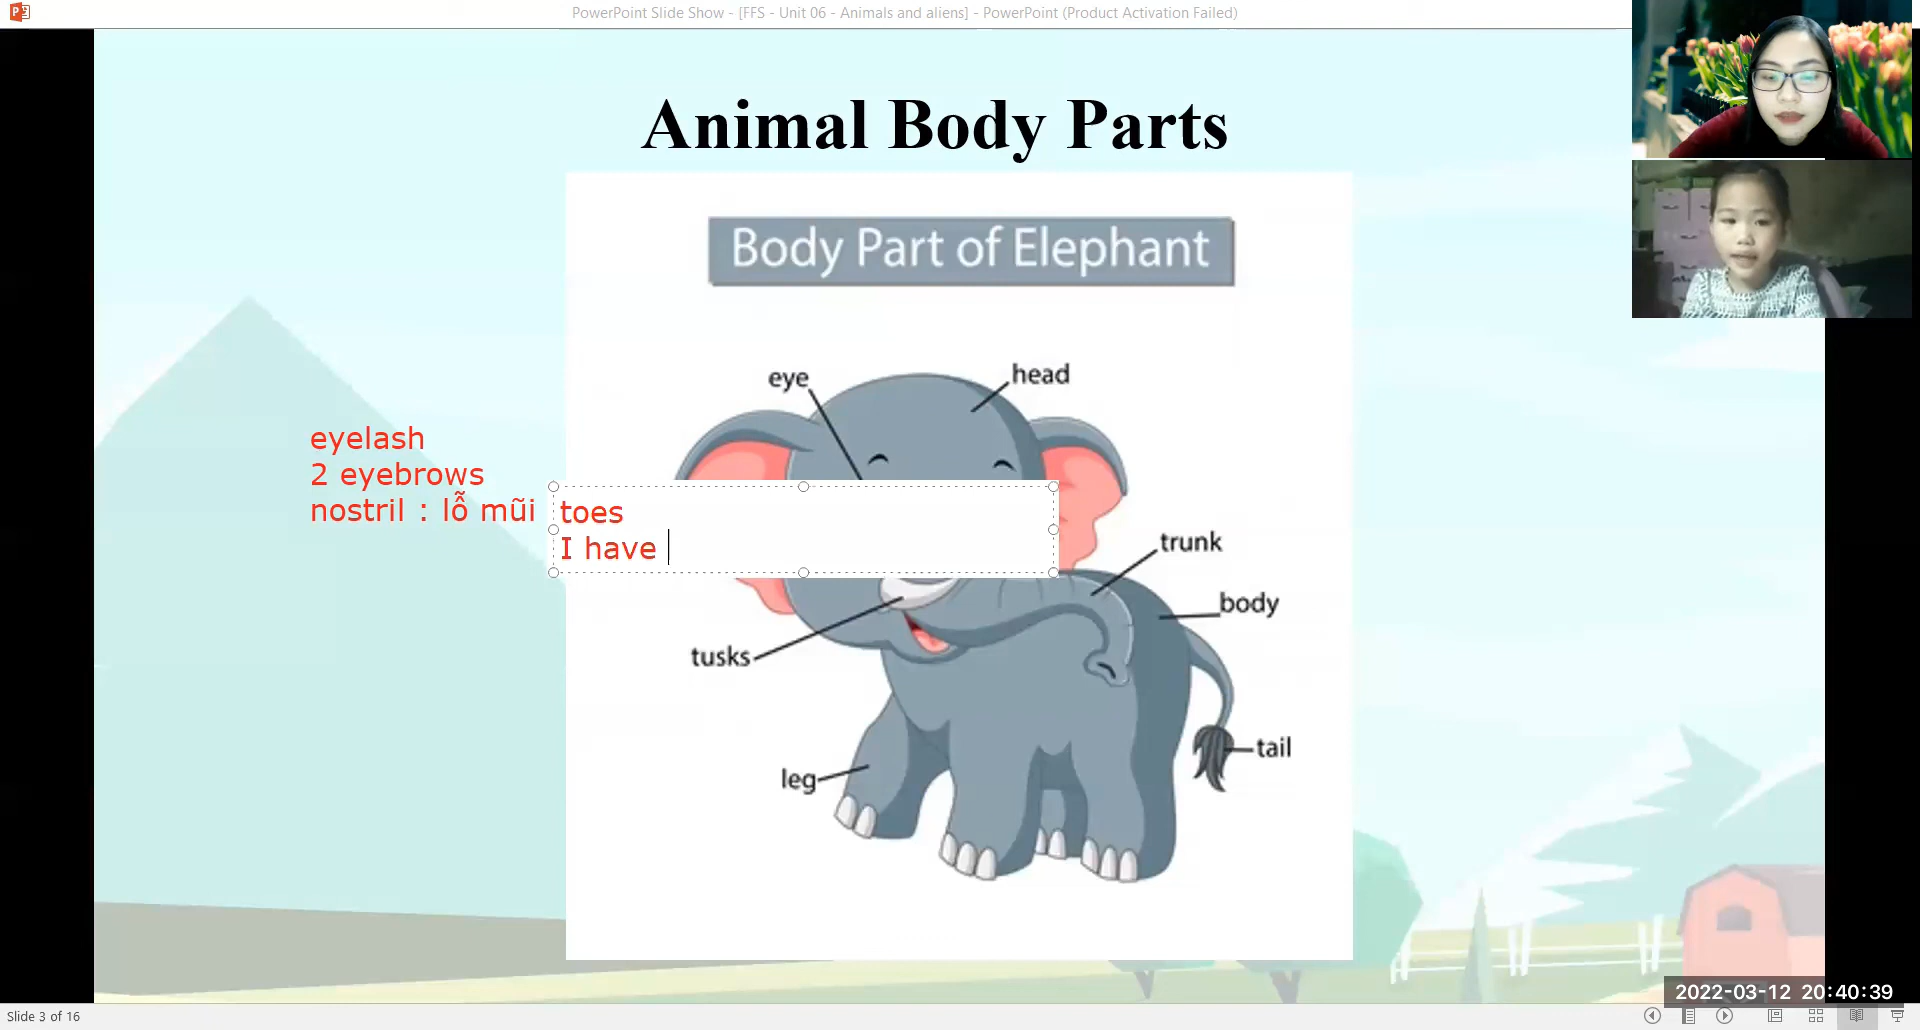 PowerPoint Slide Show - [FFS - Unit 06 - Animals and aliens] - PowerPoint (Product Activation Failed)
Animal Body Parts
Body Part of Elephant
eye
head
eyelash
2 eyebrows
nostril : lỗ mũi
toes
I have
trunk
body
tusks
tail
leg
2022-03-12 20:40:39
Slide 3 of 16